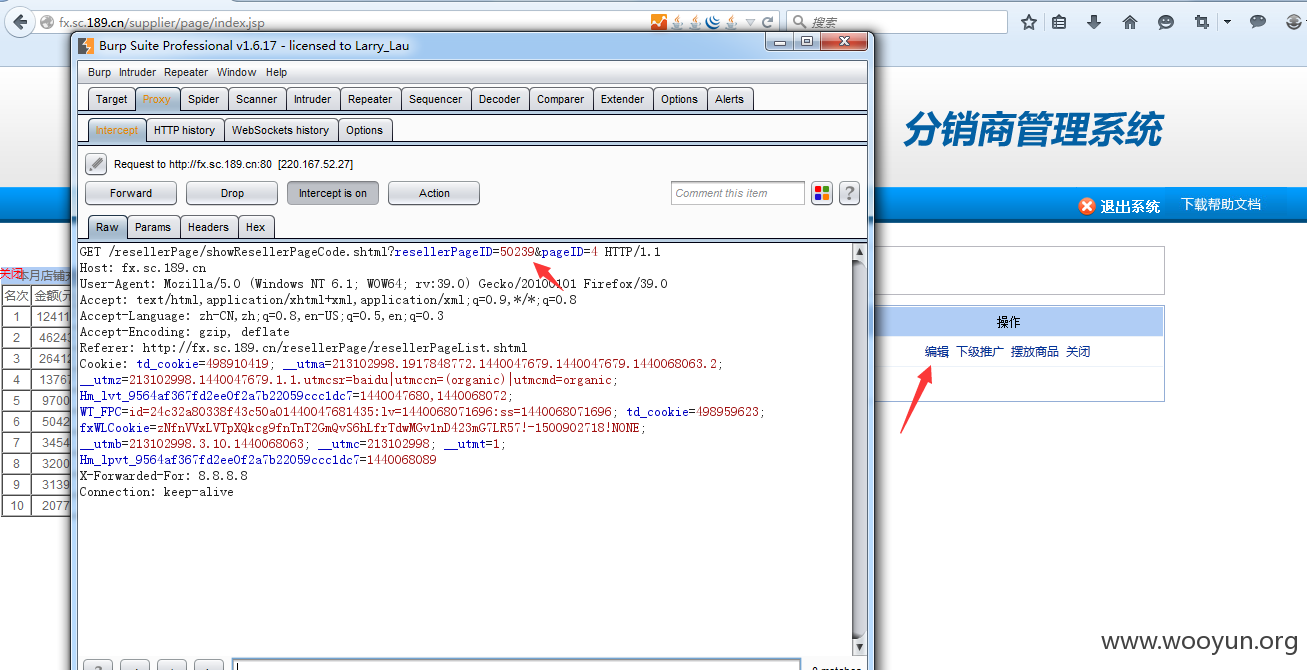 fx.sc.189.cn/supplier/page/index.jsp
搜索
Burp Suite Professional v1.6.17 - licensed to Larry_Lau
Burp Intruder Repeater Window Help
Target Proxy Spider Scanner Intruder Repeater Sequencer Decoder Comparer Extender Options Alerts
Intercept HTTP history WebSockets history Options
Request to http://fx.sc.189.cn:80 [220.167.52.27]
Forward Drop Intercept is on Action Comment this item ?
Raw Params Headers Hex
GET /resellerPage/showResellerPageCode.shtml?resellerPageID=50239&pageID=4 HTTP/1.1
Host: fx.sc.189.cn
User-Agent: Mozilla/5.0 (Windows NT 6.1; WOW64; rv:39.0) Gecko/20100101 Firefox/39.0
Accept: text/html,application/xhtml+xml,application/xml;q=0.9,*/*;q=0.8
Accept-Language: zh-CN,zh;q=0.8,en-US;q=0.5,en;q=0.3
Accept-Encoding: gzip, deflate
Referer: http://fx.sc.189.cn/resellerPage/resellerPageList.shtml
Cookie: td_cookie=498910419; __utma=213102998.1917848772.1440047679.1440047679.1440068063.2;
__utmz=213102998.1440047679.1.1.utmcsr=baidu|utmccn=(organic)|utmcmd=organic;
Hm_lvt_9564af367fd2ee0f2a7b22059ccc1dc7=1440047680,1440068072;
WT_FPC=id=24c32a80338f43c50a01440047681435:lv=1440068071696:ss=1440068071696; td_cookie=498959623;
fxWLCookie=zNfnVVxLVTpXQkcg9fnTnT2GmQvS6hLfrTdwMGv1nD423mG7LR57!-1500902718!NONE;
__utmb=213102998.3.10.1440068063; __utmc=213102998; __utmt=1;
Hm_lpvt_9564af367fd2ee0f2a7b22059ccc1dc7=1440068089
X-Forwarded-For: 8.8.8.8
Connection: keep-alive
分销商管理系统
退出系统 下载帮助文档
操作
编辑 下级推广 摆放商品 关闭
关闭 本月店铺
名次 金额(元
1 12411
2 46243
3 26412
4 13767
5 9700
6 5042
7 3454
8 3200
9 3139
10 2077
www.wooyun.org